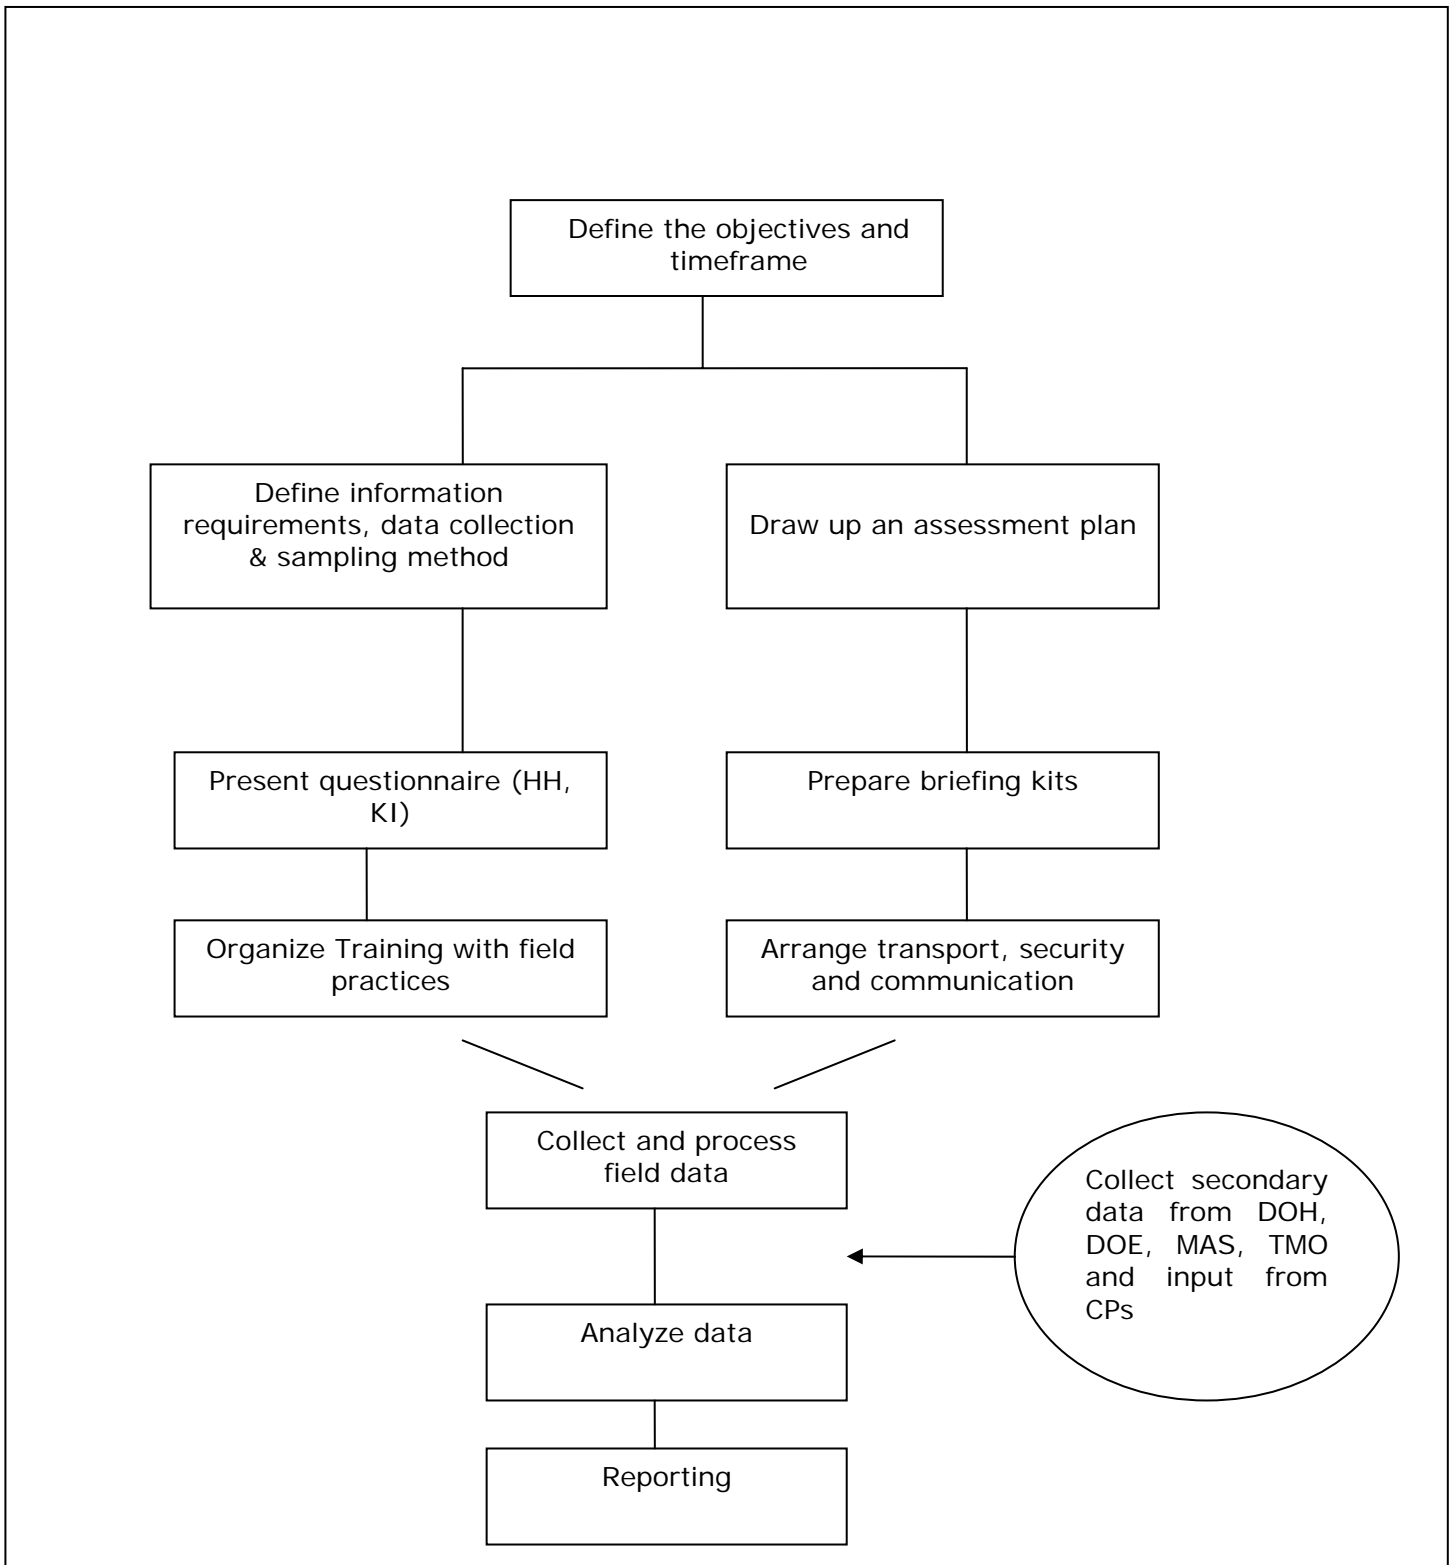 Define the objectives and
timeframe
Define information
requirements, data collection
& sampling method
Draw up an assessment plan
Present questionnaire (HH,
KI)
Prepare briefing kits
Organize Training with field
practices
Arrange transport, security
and communication
Collect and process
field data
Collect secondary
data from DOH,
DOE, MAS, TMO
and input from
CPs
Analyze data
Reporting